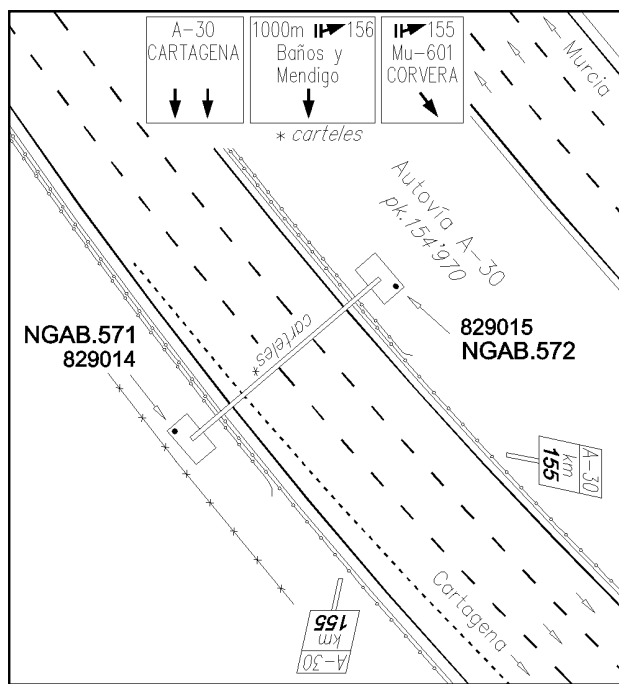 A-30
CARTAGENA
1000m 156
Baños y
Mendigo
155
Mu-601
CORVERA
* carteles
Murcia
Autovía A-30
pk.154'970
NGAB.571
829014
*carteles
829015
NGAB.572
A-30
km
155
Cartagena
155
km
A-30